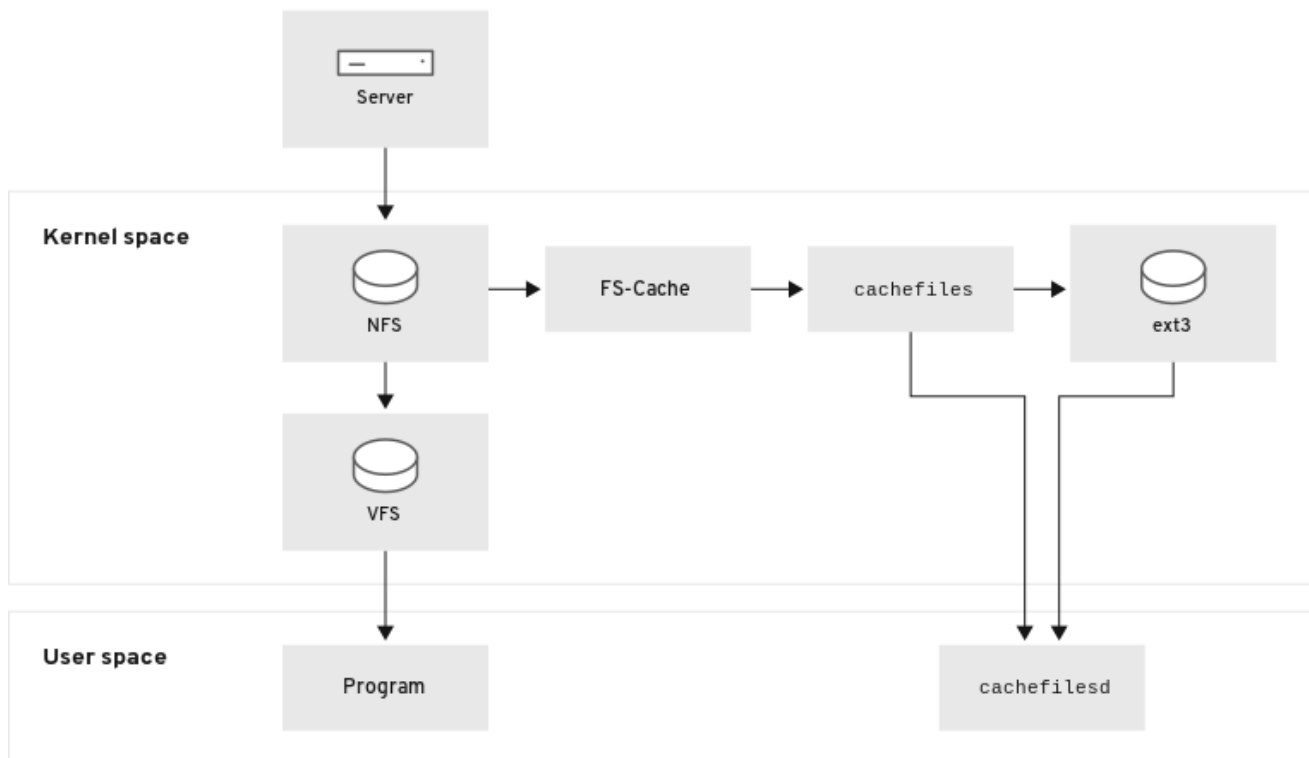 Server
Kernel space
NFS
FS-Cache
cachefiles
ext3
VFS
User space
Program
cachefilesd